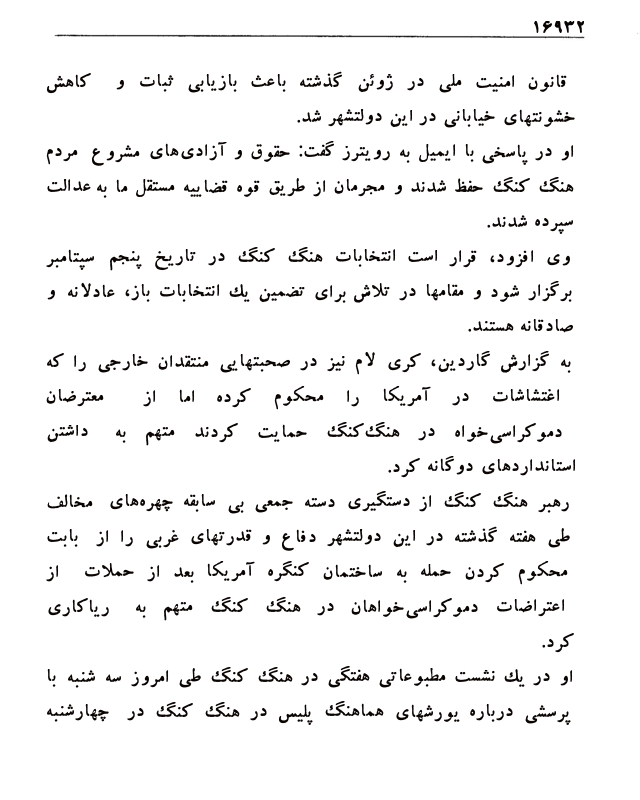 ۱۶۹۳۲
قانون امنیت ملی در ژوئن گذشته باعث بازیابی ثبات و کاهش
خشونتهای خیابانی در این دولتشهر شد.
او در پاسخی با ایمیل به رویترز گفت: حقوق و آزادی‌های مشروع مردم
هنگ کنگ حفظ شدند و مجرمان از طریق قوه قضاییه مستقل ما به عدالت
سپرده شدند.
وی افزود، قرار است انتخابات هنگ کنگ در تاریخ پنجم سپتامبر
برگزار شود و مقامها در تلاش برای تضمین یك انتخابات باز، عادلانه و
صادقانه هستند.
به گزارش گاردین، کری لام نیز در صحبتهایی منتقدان خارجی را که
اغتشاشات در آمریکا را محکوم کرده اما از معترضان
دموکراسی‌خواه در هنگ‌کنگ حمایت کردند متهم به داشتن
استانداردهای دوگانه کرد.
رهبر هنگ کنگ از دستگیری دسته جمعی بی سابقه چهره‌های مخالف
طی هفته گذشته در این دولتشهر دفاع و قدرتهای غربی را از بابت
محکوم کردن حمله به ساختمان کنگره آمریکا بعد از حملات از
اعتراضات دموکراسی‌خواهان در هنگ کنگ متهم به ریاکاری
کرد.
او در یك نشست مطبوعاتی هفتگی در هنگ کنگ طی امروز سه شنبه با
پرسشی درباره یورشهای هماهنگ پلیس در هنگ کنگ در چهارشنبه